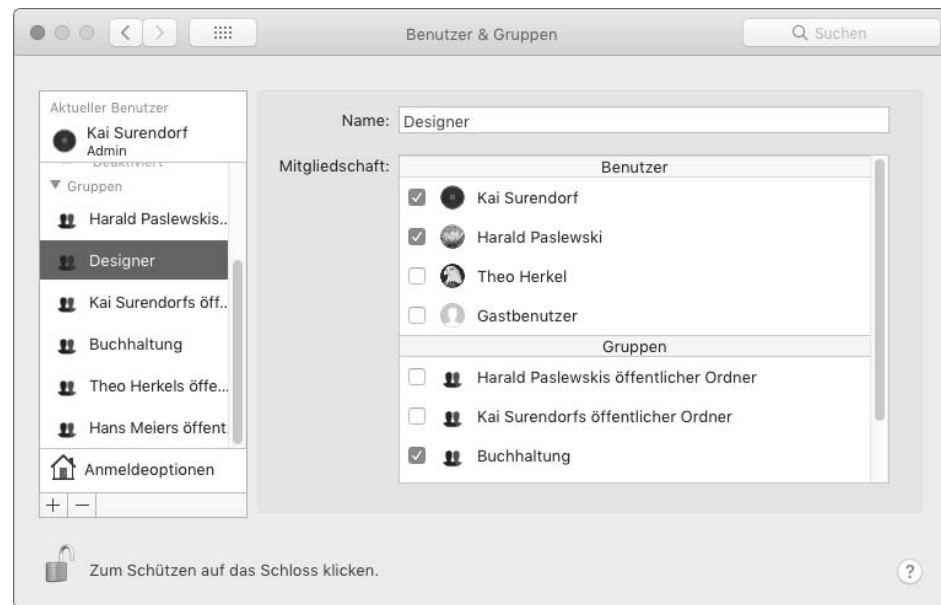 Benutzer & Gruppen
Suchen
Aktueller Benutzer
Kai Surendorf
Admin
Deaktiviert
Gruppen
Harald Paslewskis..
Designer
Kai Surendorfs öff..
Buchhaltung
Theo Herkels öffe...
Hans Meiers öffent
Anmeldeoptionen
+ −
Name: Designer
Mitgliedschaft:
Benutzer
Kai Surendorf
Harald Paslewski
Theo Herkel
Gastbenutzer
Gruppen
Harald Paslewskis öffentlicher Ordner
Kai Surendorfs öffentlicher Ordner
Buchhaltung
Zum Schützen auf das Schloss klicken.
?